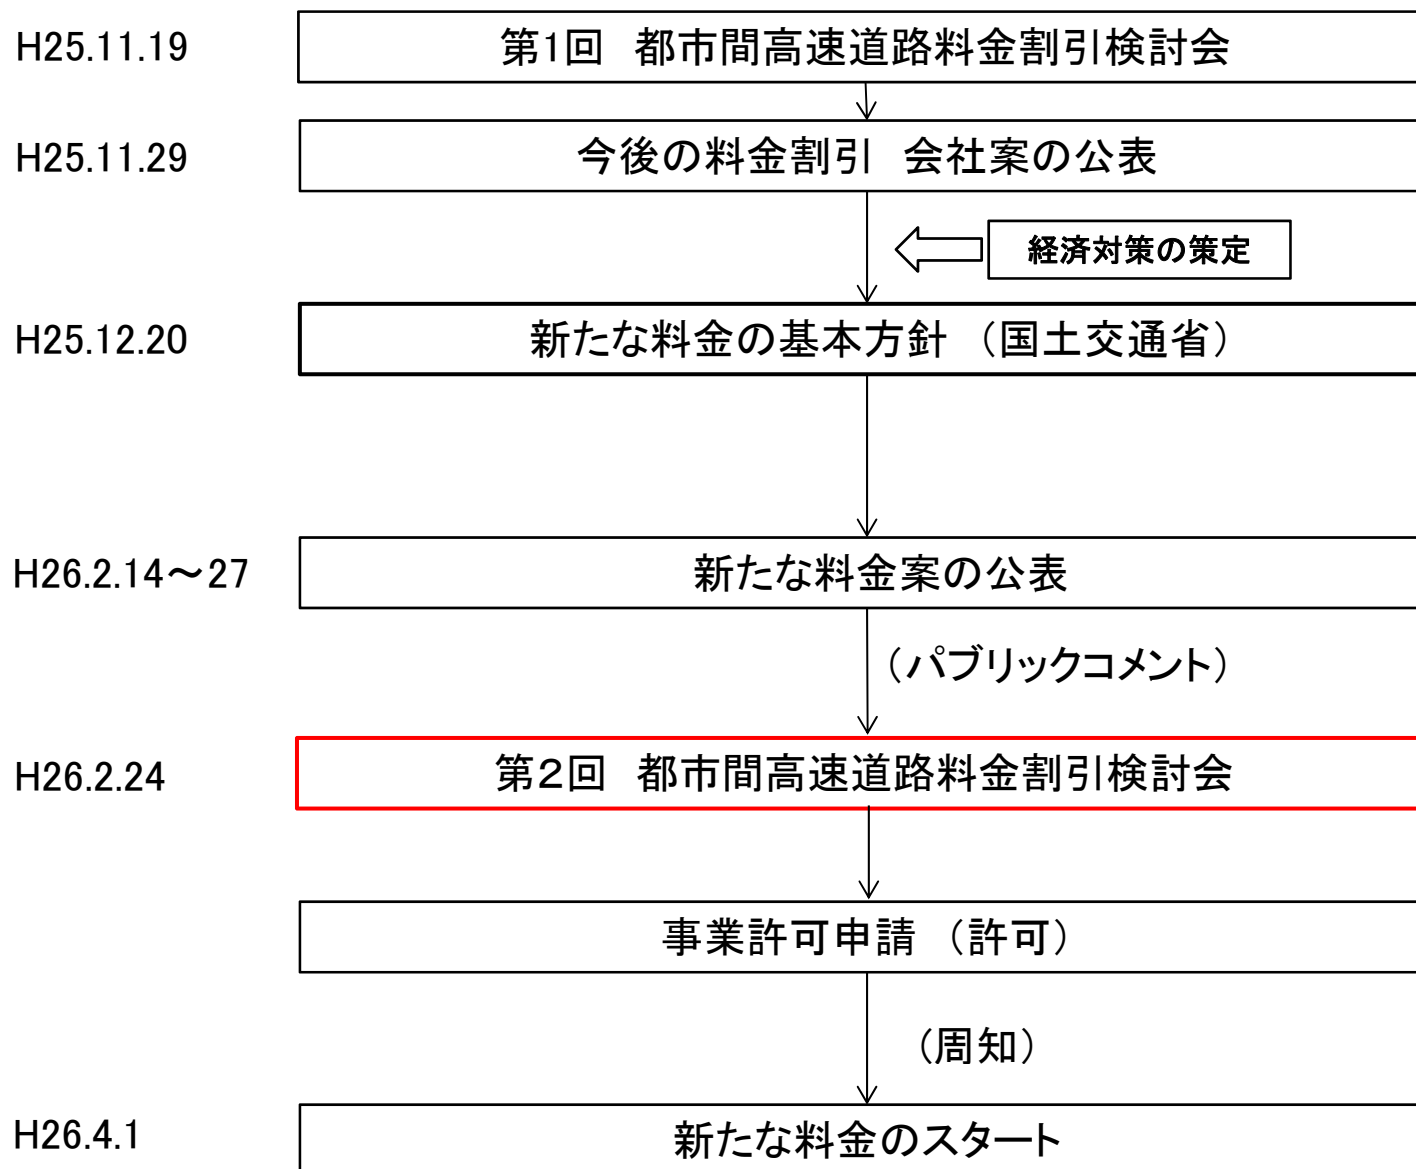 H25.11.19
第1回　都市間高速道路料金割引検討会
H25.11.29
今後の料金割引　会社案の公表
経済対策の策定
H25.12.20
新たな料金の基本方針　（国土交通省）
H26.2.14～27
新たな料金案の公表
（パブリックコメント）
H26.2.24
第２回　都市間高速道路料金割引検討会
事業許可申請　（許可）
（周知）
H26.4.1
新たな料金のスタート